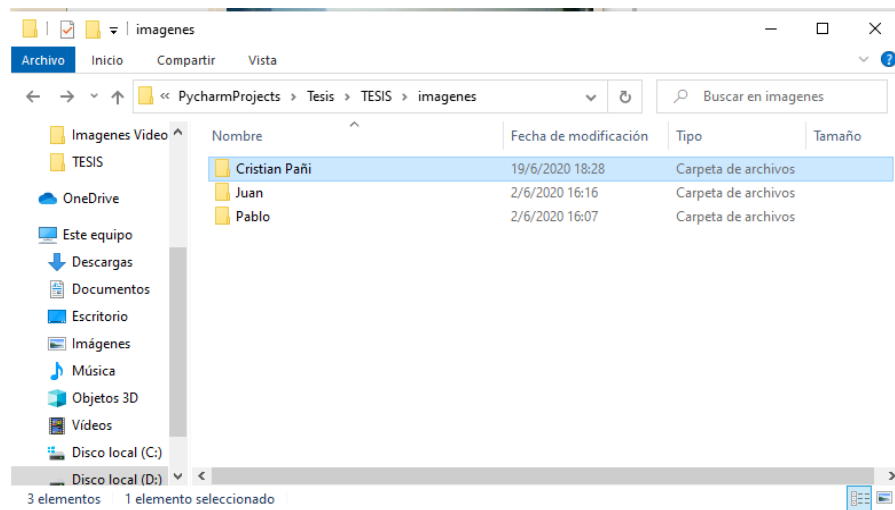 imagenes
Archivo Inicio Compartir Vista
« PycharmProjects › Tesis › TESIS › imagenes Buscar en imagenes
Nombre Fecha de modificación Tipo Tamaño
Imagenes Video
TESIS
OneDrive
Este equipo
Descargas
Documentos
Escritorio
Imágenes
Música
Objetos 3D
Vídeos
Disco local (C:)
Disco local (D:)
Cristian Pañi 19/6/2020 18:28 Carpeta de archivos
Juan 2/6/2020 16:16 Carpeta de archivos
Pablo 2/6/2020 16:07 Carpeta de archivos
3 elementos 1 elemento seleccionado